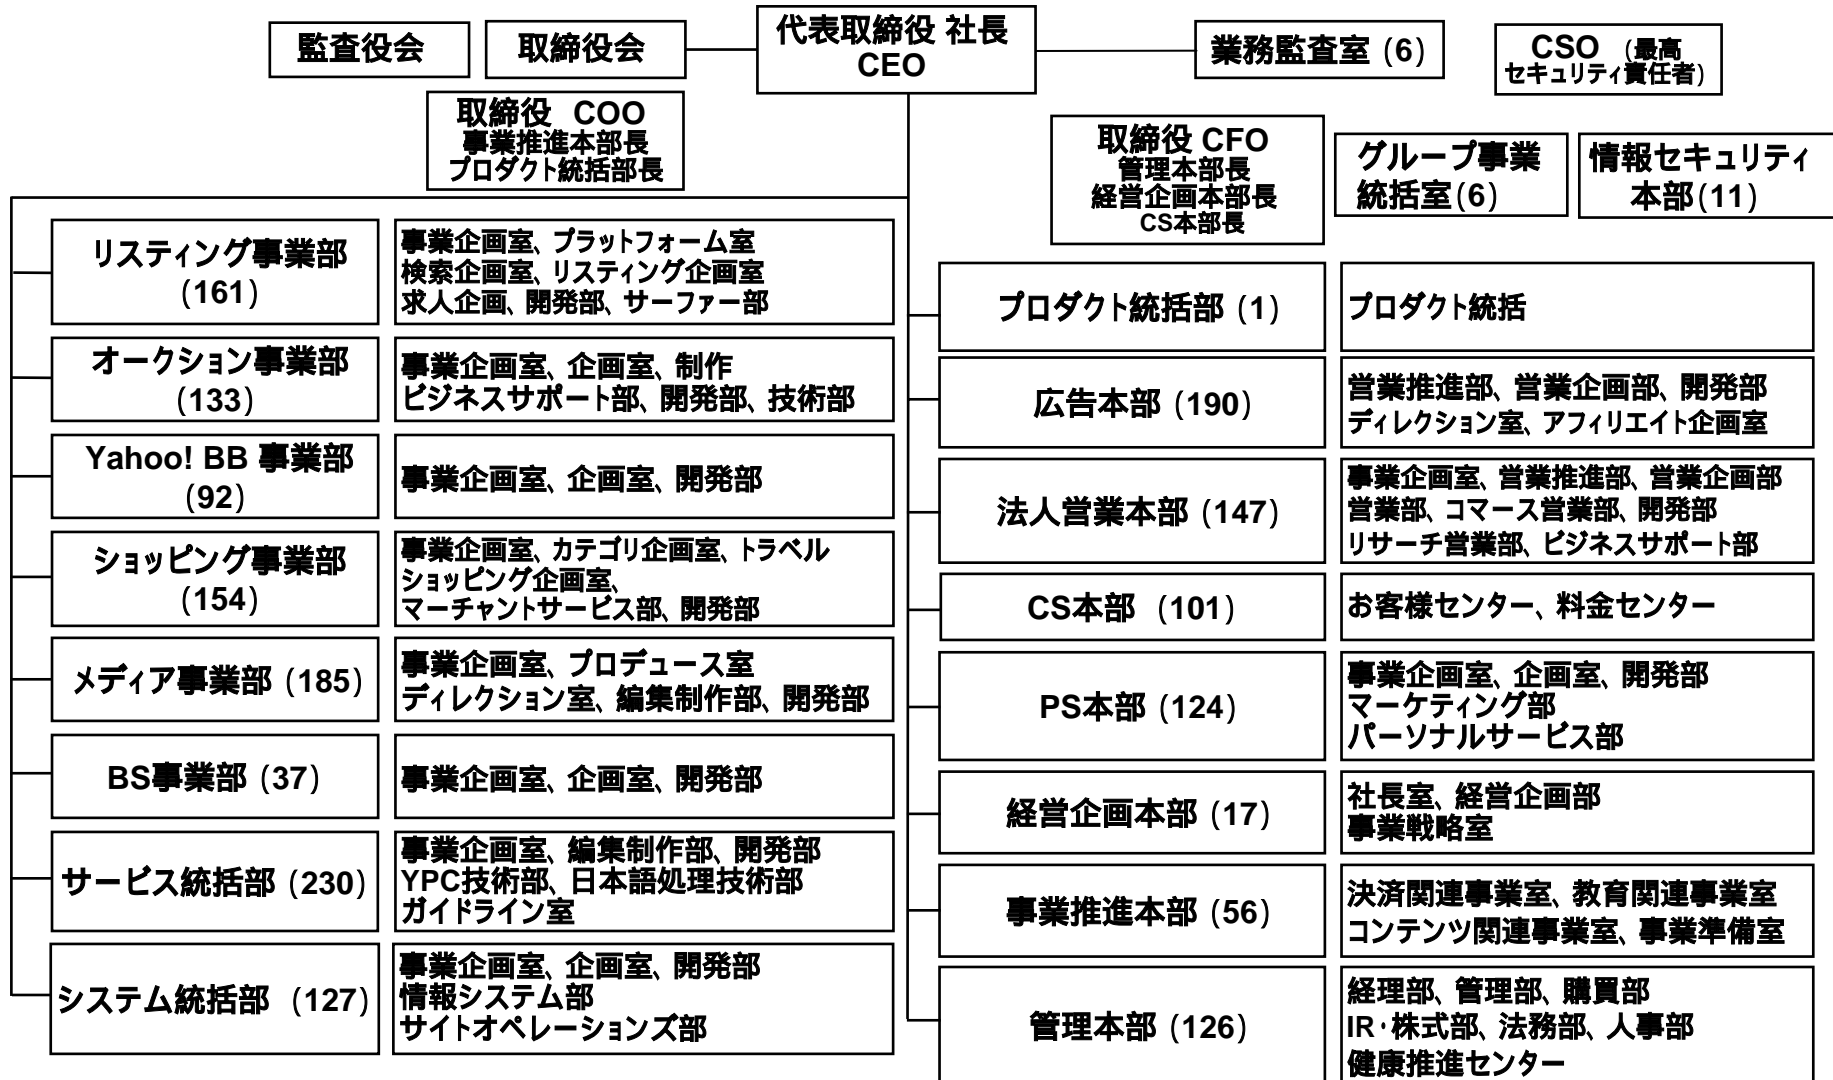 監査役会
取締役会
代表取締役 社長
CEO
業務監査室 (6)
CSO (最高
セキュリティ責任者)
取締役 COO
事業推進本部長
プロダクト統括部長
取締役 CFO
管理本部長
経営企画本部長
CS本部長
グループ事業
統括室(6)
情報セキュリティ
本部(11)
リスティング事業部
(161)
事業企画室、プラットフォーム室
検索企画室、リスティング企画室
求人企画、開発部、サーファー部
オークション事業部
(133)
事業企画室、企画室、制作
ビジネスサポート部、開発部、技術部
Yahoo! BB 事業部
(92)
事業企画室、企画室、開発部
ショッピング事業部
(154)
事業企画室、カテゴリ企画室、トラベル
ショッピング企画室、
マーチャントサービス部、開発部
メディア事業部 (185)
事業企画室、プロデュース室
ディレクション室、編集制作部、開発部
BS事業部 (37)
事業企画室、企画室、開発部
サービス統括部 (230)
事業企画室、編集制作部、開発部
YPC技術部、日本語処理技術部
ガイドライン室
システム統括部 (127)
事業企画室、企画室、開発部
情報システム部
サイトオペレーションズ部
プロダクト統括部 (1)
プロダクト統括
広告本部 (190)
営業推進部、営業企画部、開発部
ディレクション室、アフィリエイト企画室
法人営業本部 (147)
事業企画室、営業推進部、営業企画部
営業部、コマース営業部、開発部
リサーチ営業部、ビジネスサポート部
CS本部 (101)
お客様センター、料金センター
PS本部 (124)
事業企画室、企画室、開発部
マーケティング部
パーソナルサービス部
経営企画本部 (17)
社長室、経営企画部
事業戦略室
事業推進本部 (56)
決済関連事業室、教育関連事業室
コンテンツ関連事業室、事業準備室
管理本部 (126)
経理部、管理部、購買部
IR・株式部、法務部、人事部
健康推進センター